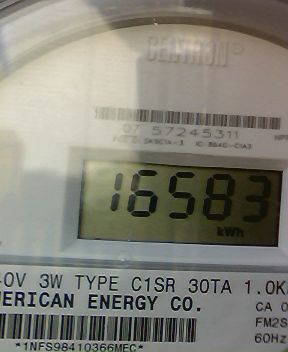 CENTRON®
07 57245311
16583
kWh
0V 3W TYPE C1SR 30TA 1.0K
MERICAN ENERGY CO.
CA 0
FM2S
60Hz
*1NFS98410366MEC*